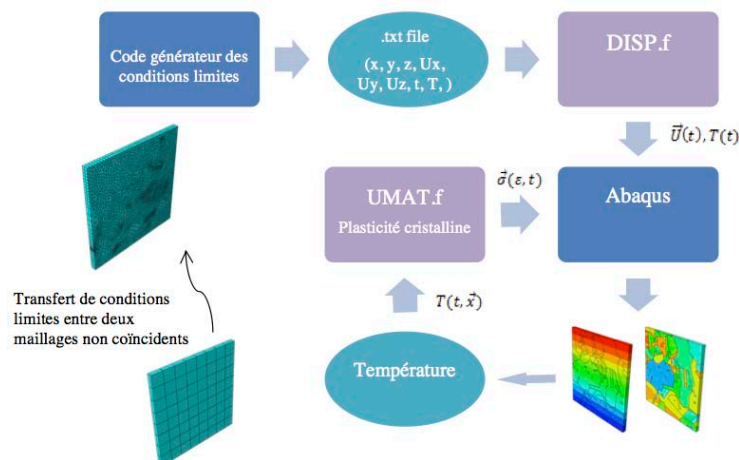 Code générateur des
conditions limites
.txt file
(x, y, z, Ux,
Uy, Uz, t, T, )
DISP.f
U⃗(t), T(t)
UMAT.f
Plasticité cristalline
σ⃗(ε, t)
Abaqus
Transfert de conditions
limites entre deux
maillages non coïncidents
T(t, x⃗)
Température